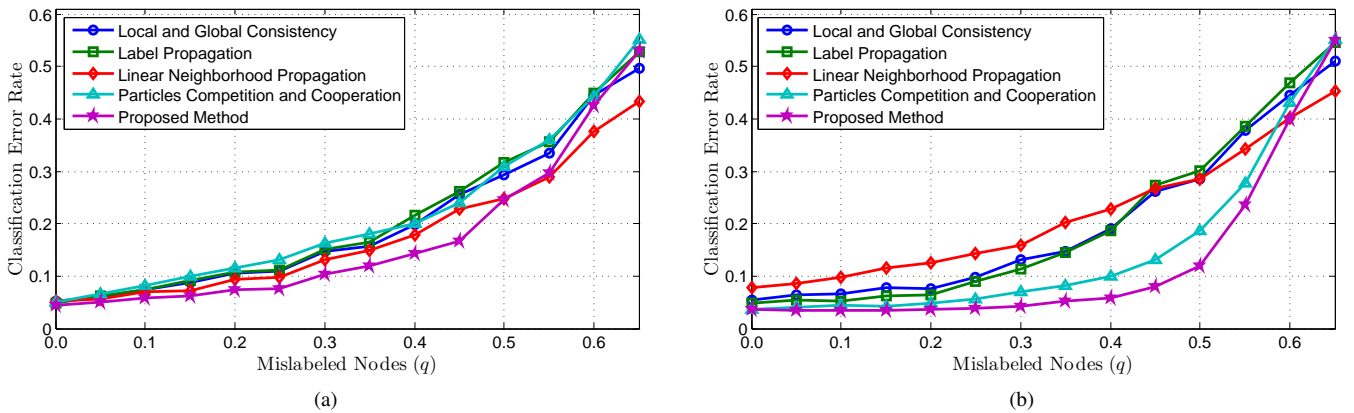 0.6
0.5
0.4
0.3
0.2
0.1
0
Classification Error Rate
Local and Global Consistency
Label Propagation
Linear Neighborhood Propagation
Particles Competition and Cooperation
Proposed Method
0.0 0.1 0.2 0.3 0.4 0.5 0.6
Mislabeled Nodes (q)
(a)
0.6
0.5
0.4
0.3
0.2
0.1
0
Classification Error Rate
Local and Global Consistency
Label Propagation
Linear Neighborhood Propagation
Particles Competition and Cooperation
Proposed Method
0.0 0.1 0.2 0.3 0.4 0.5 0.6
Mislabeled Nodes (q)
(b)